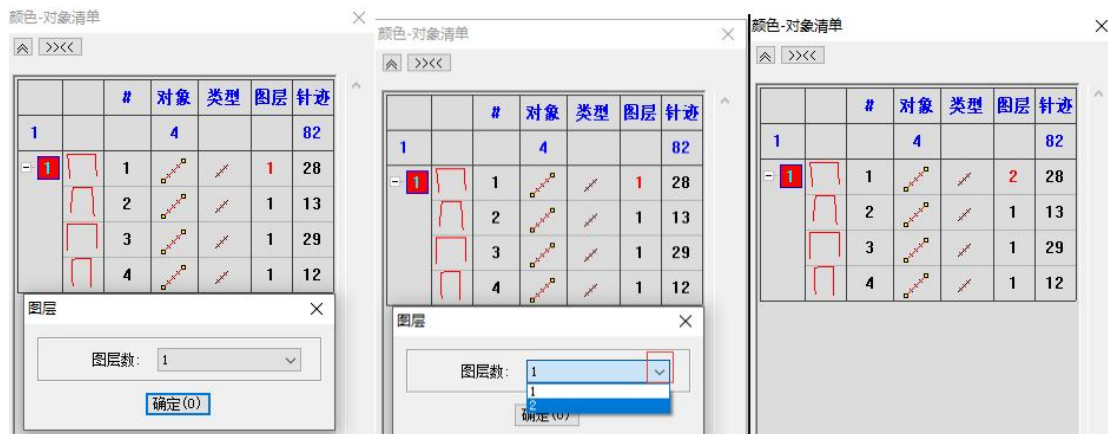 颜色-对象清单
>><<
# 对象 类型 图层 针迹
1 4 82
1 1 1 28
2 1 13
3 1 29
4 1 12
图层
图层数: 1
确定(O)
颜色-对象清单
>><<
# 对象 类型 图层 针迹
1 4 82
1 1 1 28
2 1 13
3 1 29
4 1 12
图层
图层数: 1
1
2
确定(O)
颜色-对象清单
>><<
# 对象 类型 图层 针迹
1 4 82
1 1 2 28
2 1 13
3 1 29
4 1 12